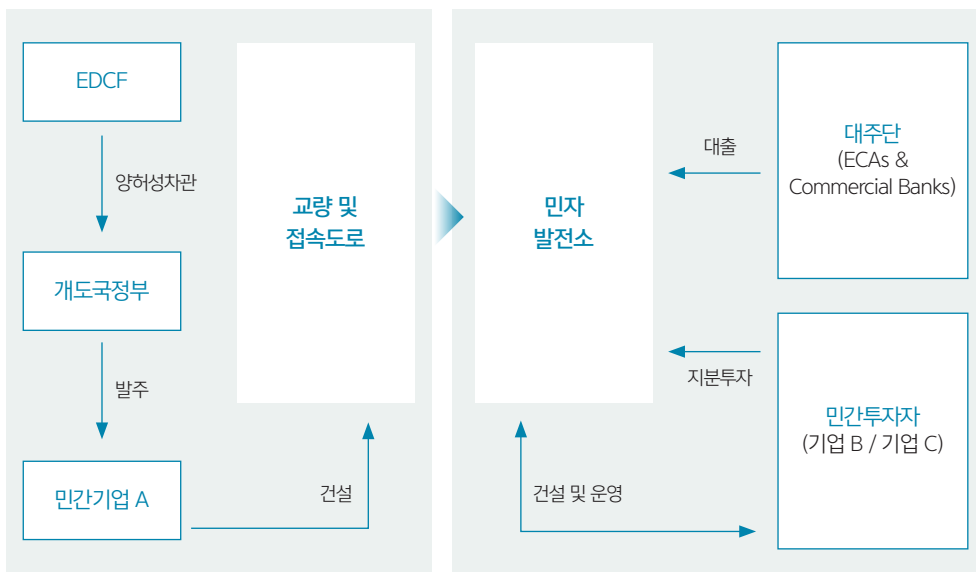 EDCF
양허성차관
개도국정부
발주
민간기업 A
건설
교량 및
접속도로
민자
발전소
대출
지분투자
건설 및 운영
대주단
(ECAs &
Commercial Banks)
민간투자자
(기업 B / 기업 C)